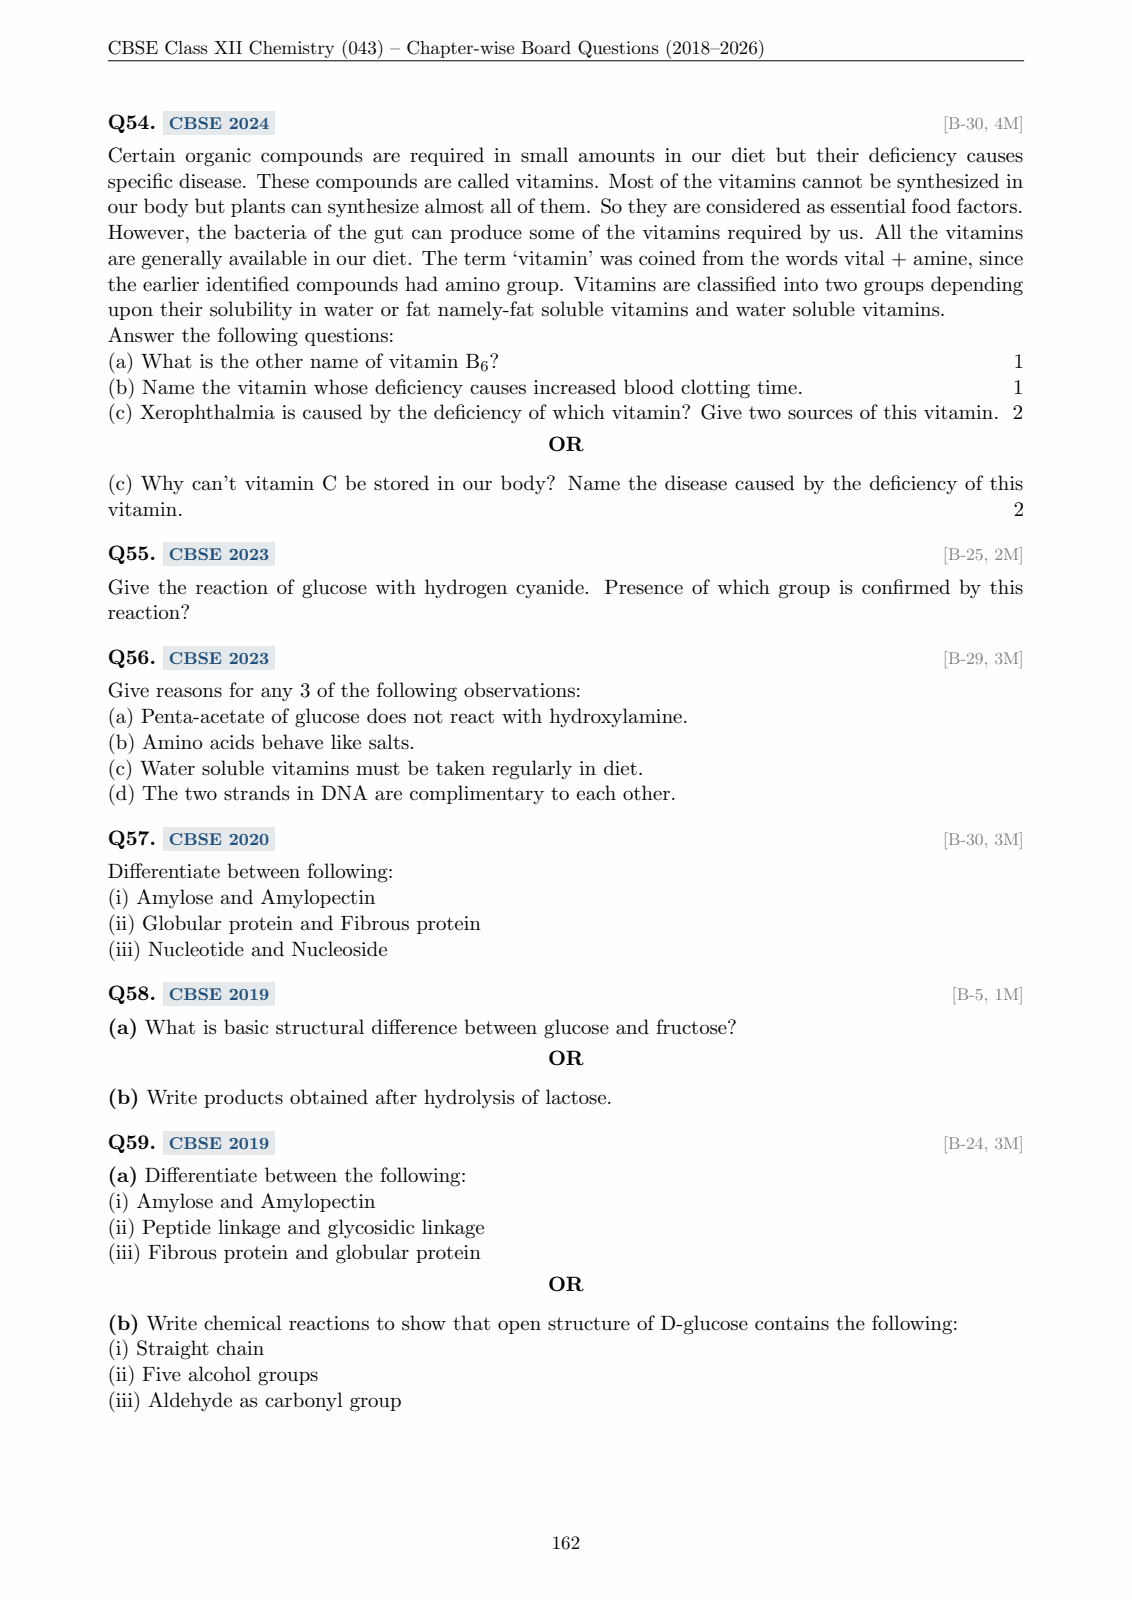 CBSE Class XII Chemistry (043) – Chapter-wise Board Questions (2018–2026)
Q54. CBSE 2024 [B-30, 4M]
Certain organic compounds are required in small amounts in our diet but their deficiency causes
specific disease. These compounds are called vitamins. Most of the vitamins cannot be synthesized in
our body but plants can synthesize almost all of them. So they are considered as essential food factors.
However, the bacteria of the gut can produce some of the vitamins required by us. All the vitamins
are generally available in our diet. The term ‘vitamin’ was coined from the words vital + amine, since
the earlier identified compounds had amino group. Vitamins are classified into two groups depending
upon their solubility in water or fat namely-fat soluble vitamins and water soluble vitamins.
Answer the following questions:
(a) What is the other name of vitamin B₆? 1
(b) Name the vitamin whose deficiency causes increased blood clotting time. 1
(c) Xerophthalmia is caused by the deficiency of which vitamin? Give two sources of this vitamin. 2
OR
(c) Why can’t vitamin C be stored in our body? Name the disease caused by the deficiency of this
vitamin. 2
Q55. CBSE 2023 [B-25, 2M]
Give the reaction of glucose with hydrogen cyanide. Presence of which group is confirmed by this
reaction?
Q56. CBSE 2023 [B-29, 3M]
Give reasons for any 3 of the following observations:
(a) Penta-acetate of glucose does not react with hydroxylamine.
(b) Amino acids behave like salts.
(c) Water soluble vitamins must be taken regularly in diet.
(d) The two strands in DNA are complimentary to each other.
Q57. CBSE 2020 [B-30, 3M]
Differentiate between following:
(i) Amylose and Amylopectin
(ii) Globular protein and Fibrous protein
(iii) Nucleotide and Nucleoside
Q58. CBSE 2019 [B-5, 1M]
(a) What is basic structural difference between glucose and fructose?
OR
(b) Write products obtained after hydrolysis of lactose.
Q59. CBSE 2019 [B-24, 3M]
(a) Differentiate between the following:
(i) Amylose and Amylopectin
(ii) Peptide linkage and glycosidic linkage
(iii) Fibrous protein and globular protein
OR
(b) Write chemical reactions to show that open structure of D-glucose contains the following:
(i) Straight chain
(ii) Five alcohol groups
(iii) Aldehyde as carbonyl group
162